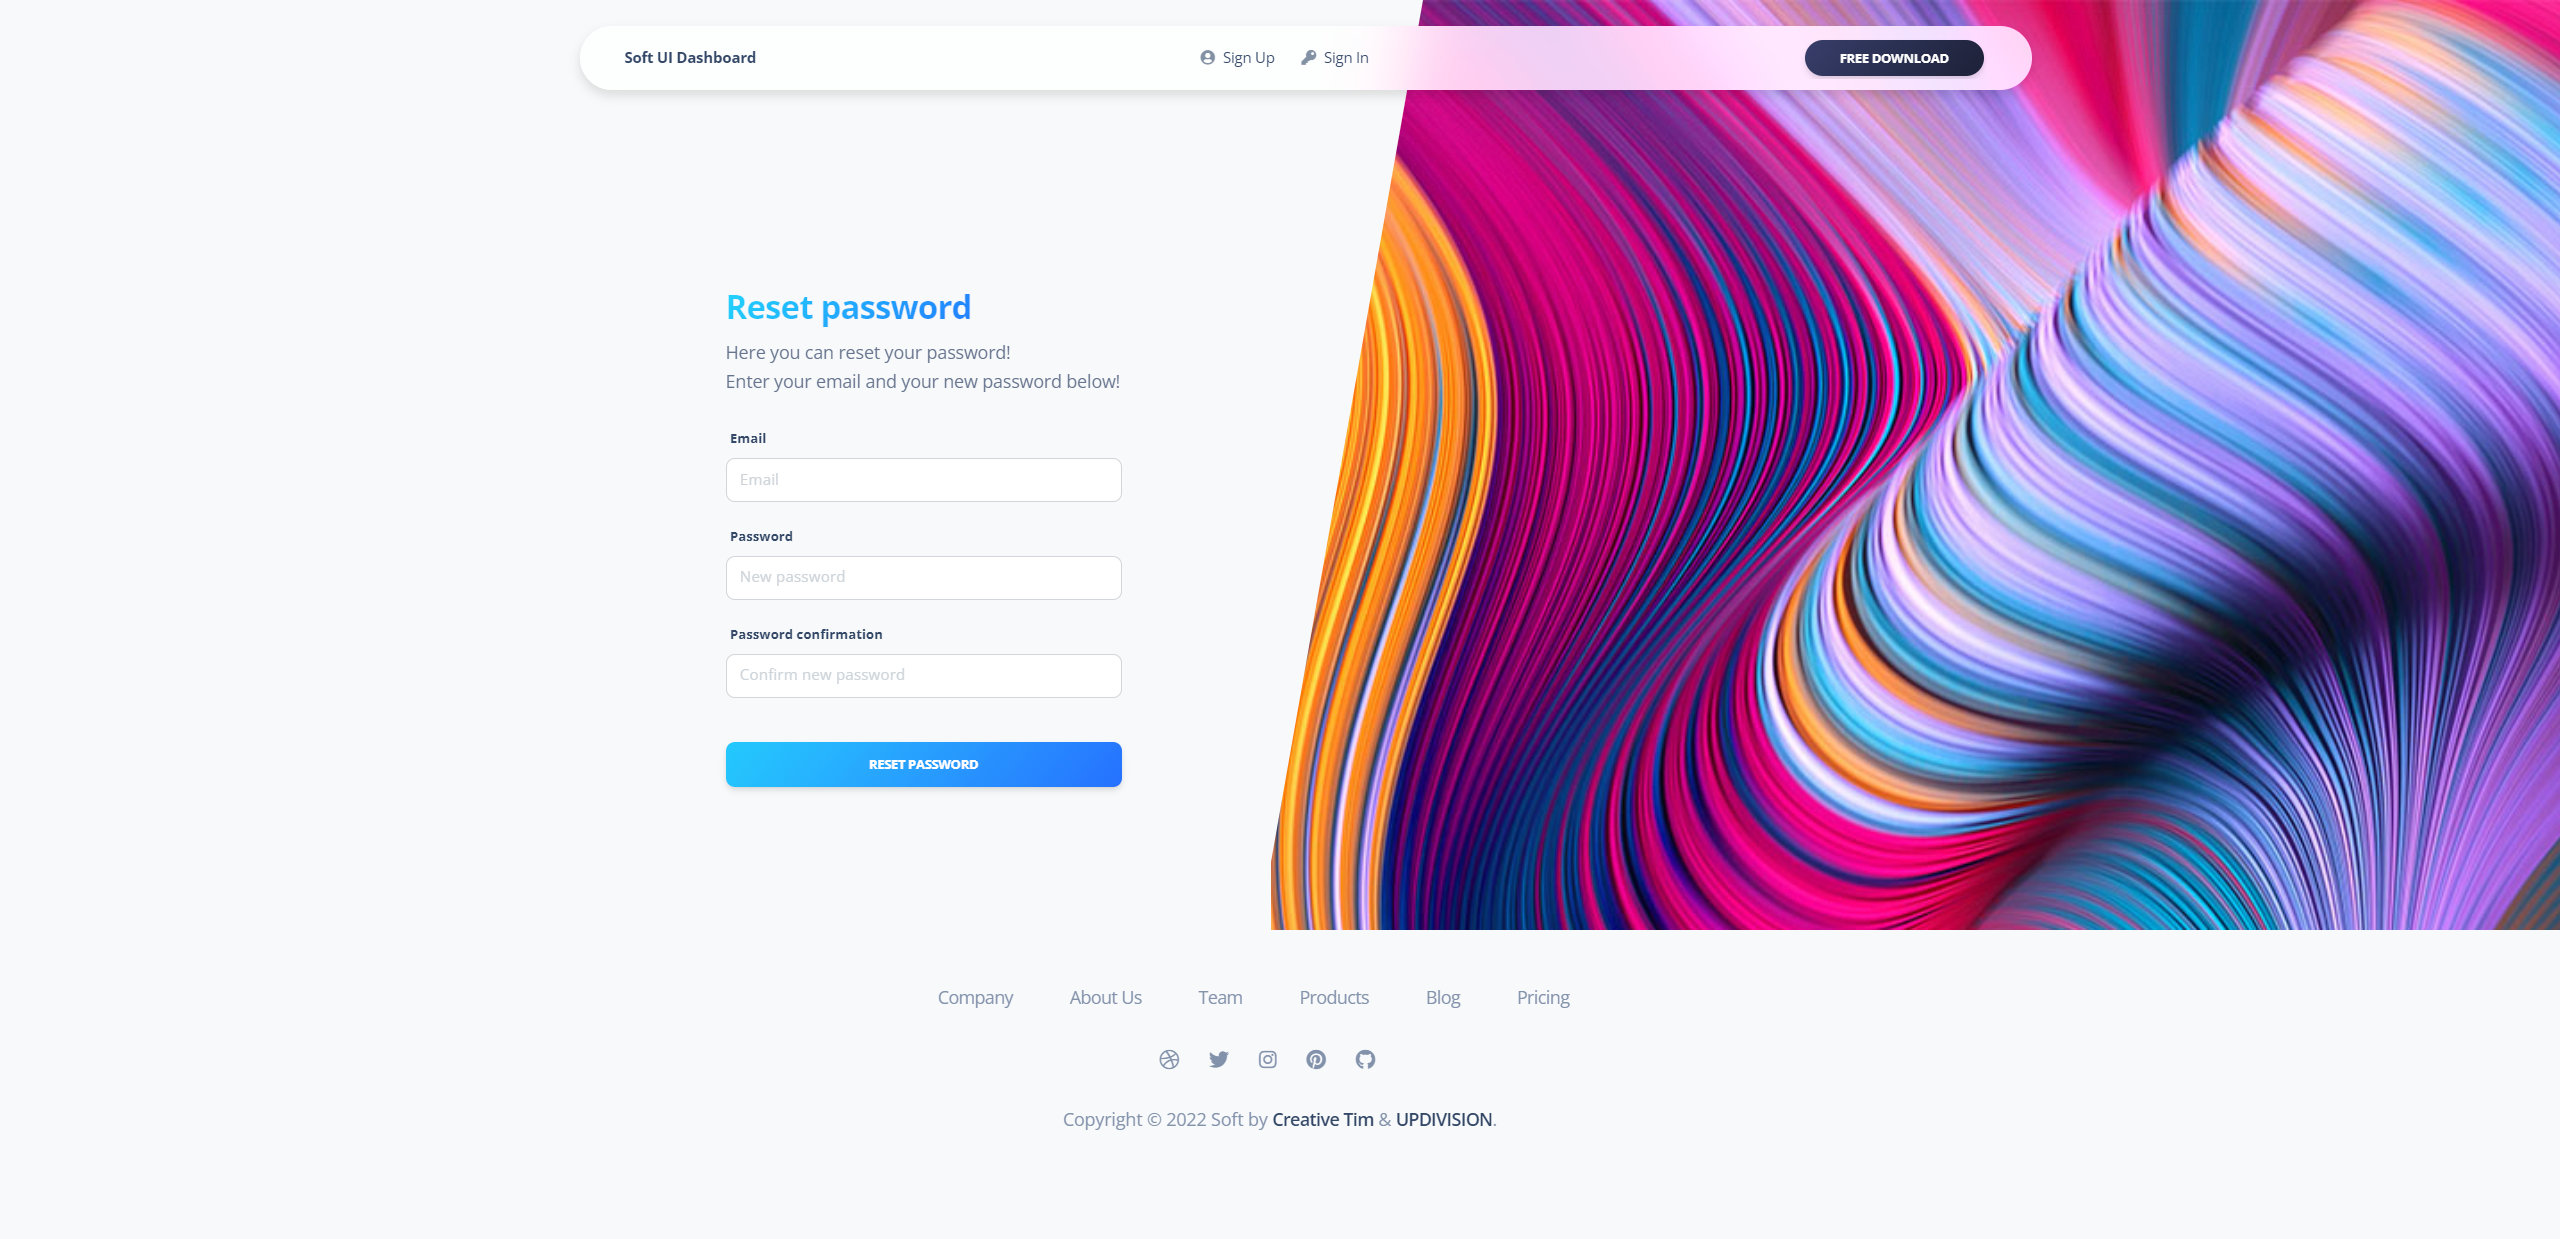 Soft UI Dashboard
Sign Up
Sign In
FREE DOWNLOAD
Reset password
Here you can reset your password!
Enter your email and your new password below!
Email
Email
Password
New password
Password confirmation
Confirm new password
RESET PASSWORD
Company
About Us
Team
Products
Blog
Pricing
Copyright © 2022 Soft by Creative Tim & UPDIVISION.